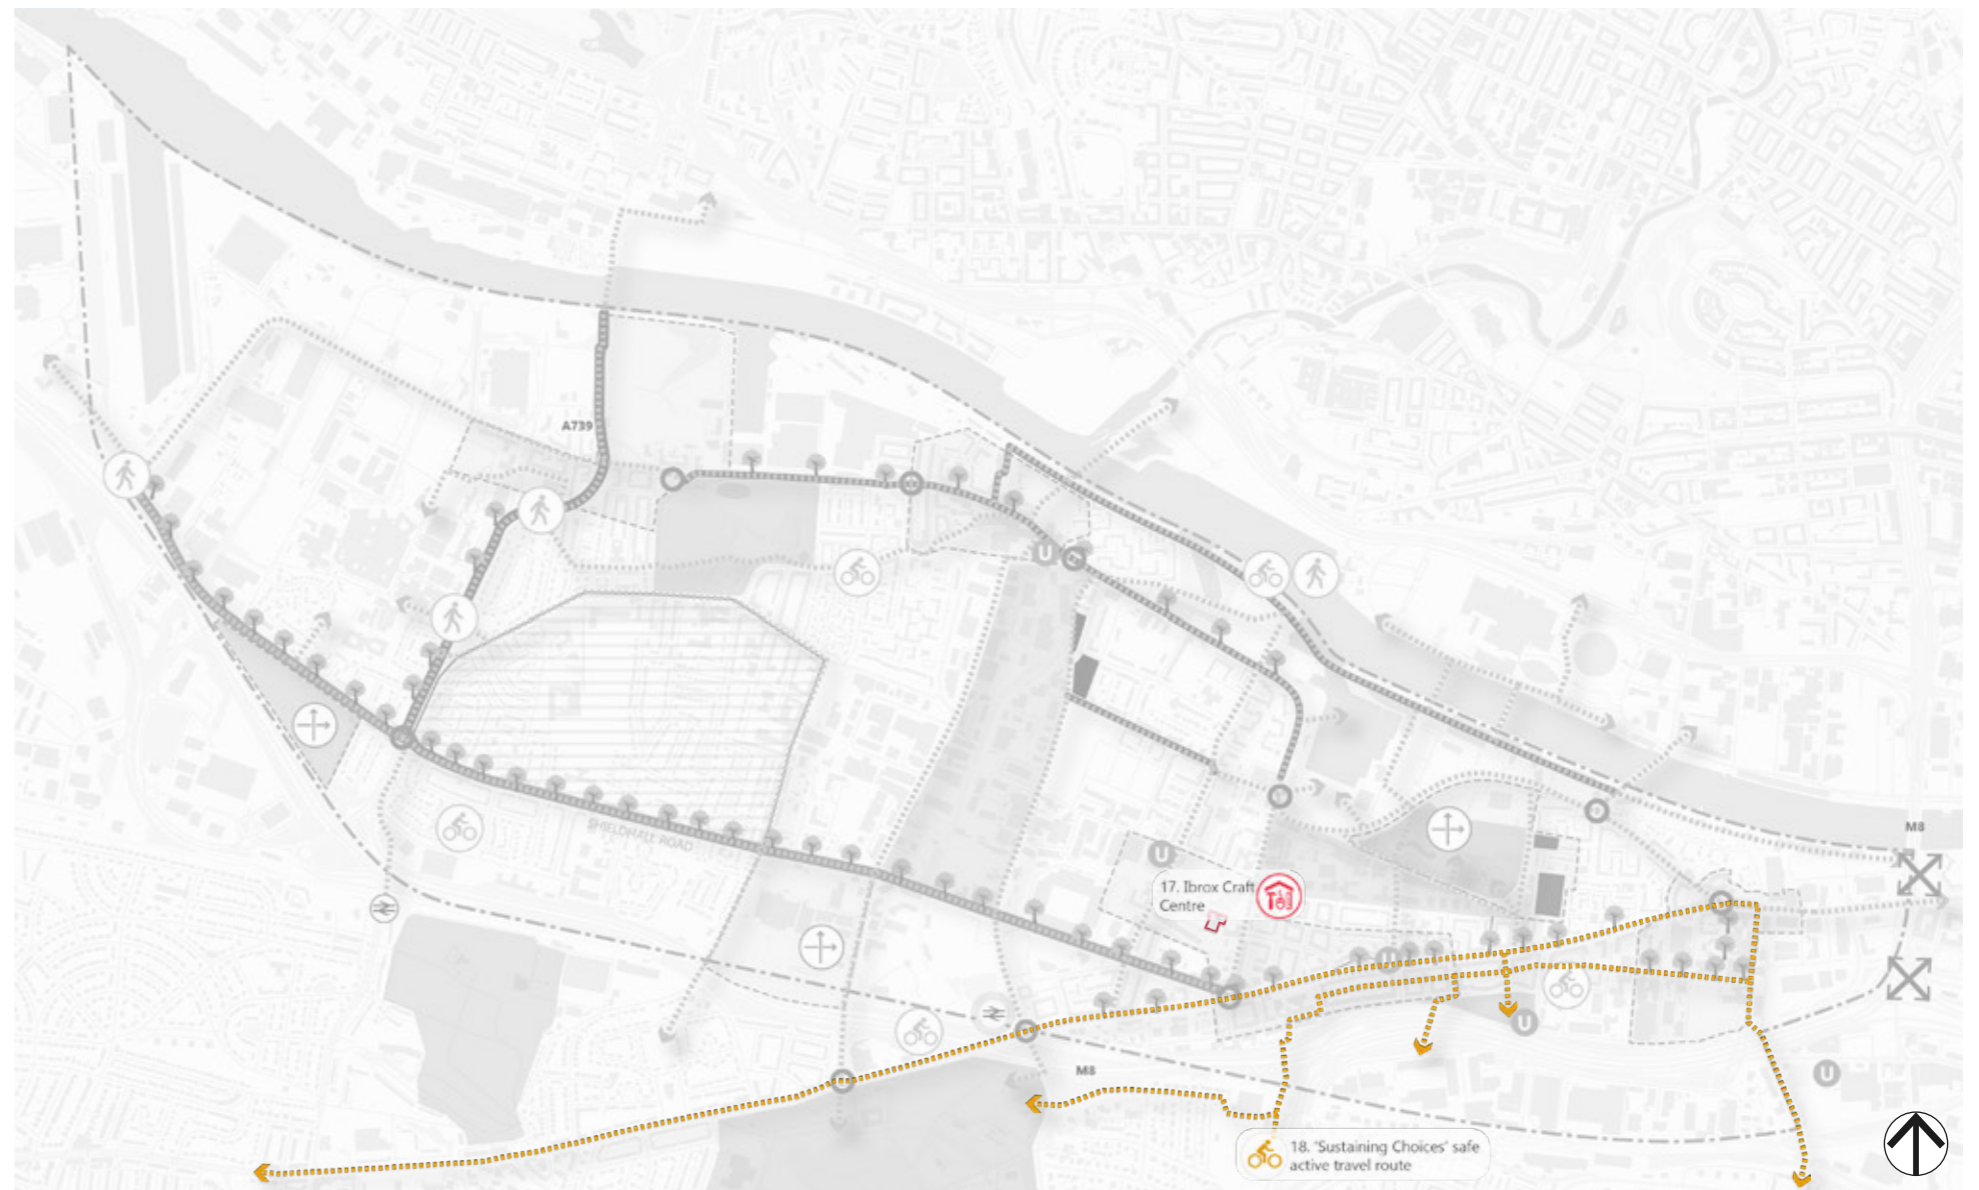 A739
U
SHIELDHALL ROAD
M8
U
17. Ibrox Craft
Centre
U
U
M8
U
18. 'Sustaining Choices' safe
active travel route